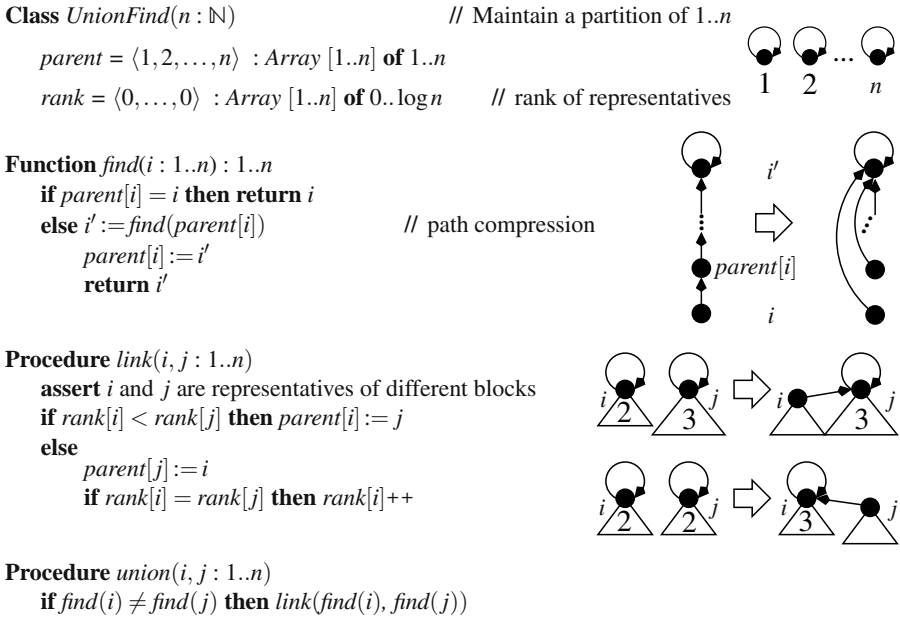 Class UnionFind(n : ℕ) // Maintain a partition of 1..n
parent = ⟨1,2,...,n⟩ : Array [1..n] of 1..n
rank = ⟨0,...,0⟩ : Array [1..n] of 0..log n // rank of representatives
1 2 ... n
Function find(i : 1..n) : 1..n
if parent[i] = i then return i
else i′ := find(parent[i]) // path compression
parent[i] := i′
return i′
i′
parent[i]
i
Procedure link(i, j : 1..n)
assert i and j are representatives of different blocks
if rank[i] < rank[j] then parent[i] := j
else
parent[j] := i
if rank[i] = rank[j] then rank[i]++
i 2 3 j i 3 j
i 2 2 j i 3 j
Procedure union(i, j : 1..n)
if find(i) ≠ find(j) then link(find(i), find(j))